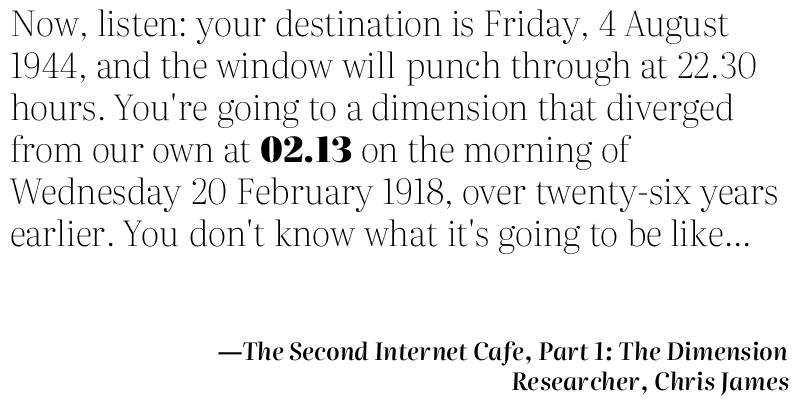 Now, listen: your destination is Friday, 4 August
1944, and the window will punch through at 22.30
hours. You're going to a dimension that diverged
from our own at 02.13 on the morning of
Wednesday 20 February 1918, over twenty-six years
earlier. You don't know what it's going to be like...
—The Second Internet Cafe, Part 1: The Dimension
Researcher, Chris James